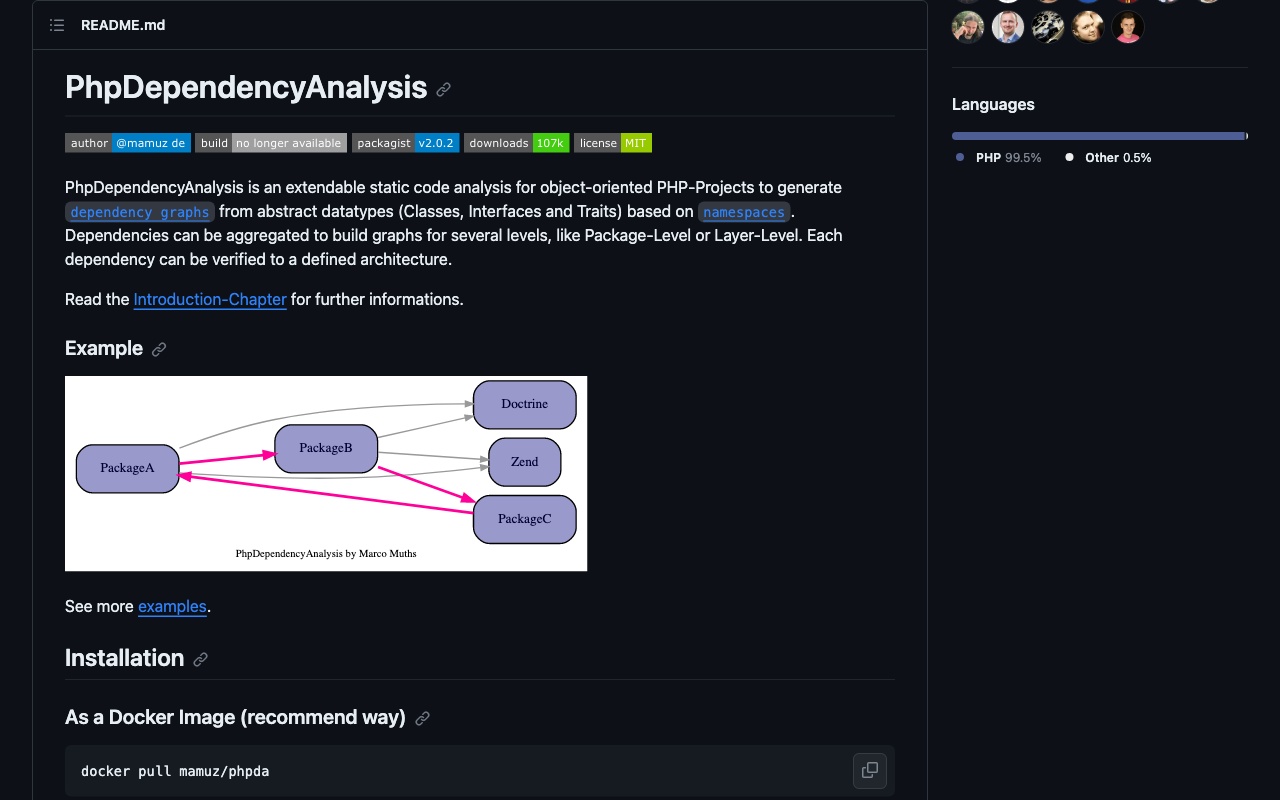 README.md
PhpDependencyAnalysis
author @mamuz de build no longer available packagist v2.0.2 downloads 107k license MIT
PhpDependencyAnalysis is an extendable static code analysis for object-oriented PHP-Projects to generate
dependency graphs from abstract datatypes (Classes, Interfaces and Traits) based on namespaces.
Dependencies can be aggregated to build graphs for several levels, like Package-Level or Layer-Level. Each
dependency can be verified to a defined architecture.
Read the Introduction-Chapter for further informations.
Example
Doctrine
PackageB
PackageA
Zend
PackageC
PhpDependencyAnalysis by Marco Muths
See more examples.
Installation
As a Docker Image (recommend way)
docker pull mamuz/phpda
Languages
PHP 99.5% Other 0.5%